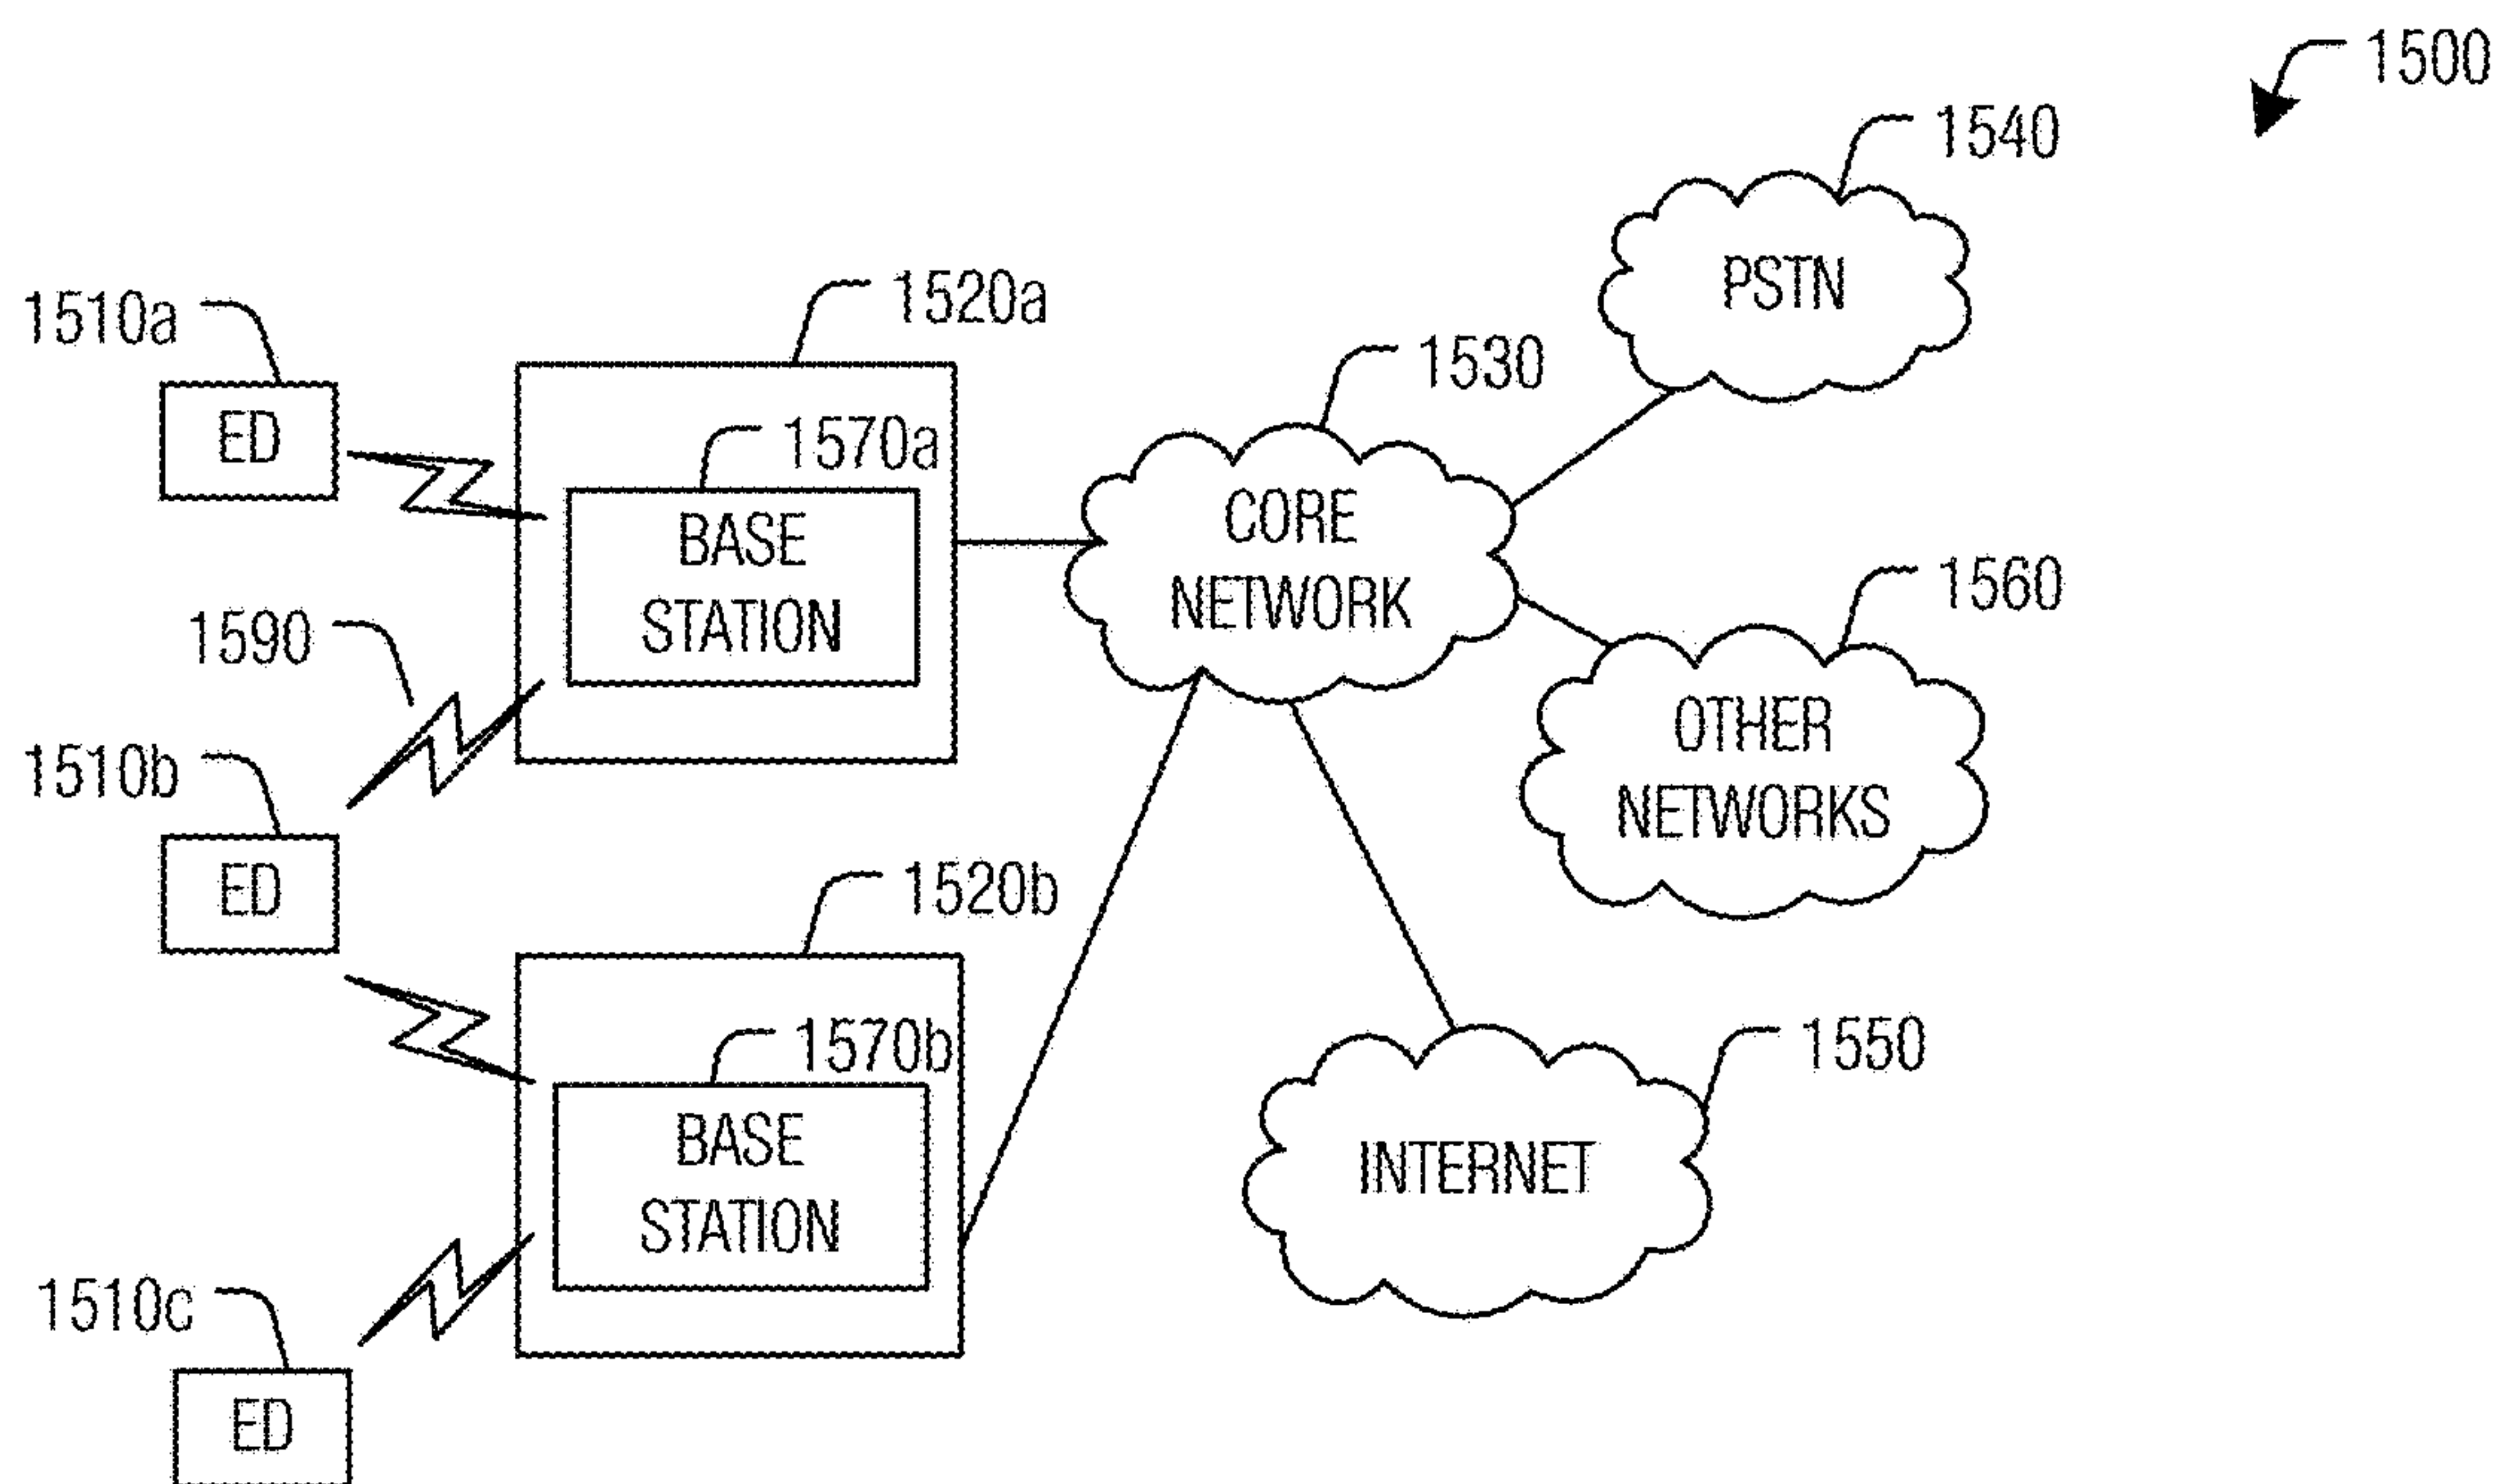 1500
1540
PSTN
1520a
1510a
1530
ED
1570a
CORE
NETWORK
BASE
STATION
1560
1590
OTHER
NETWORKS
1510b
ED
1520b
1550
1570b
BASE
STATION
INTERNET
1510c
ED